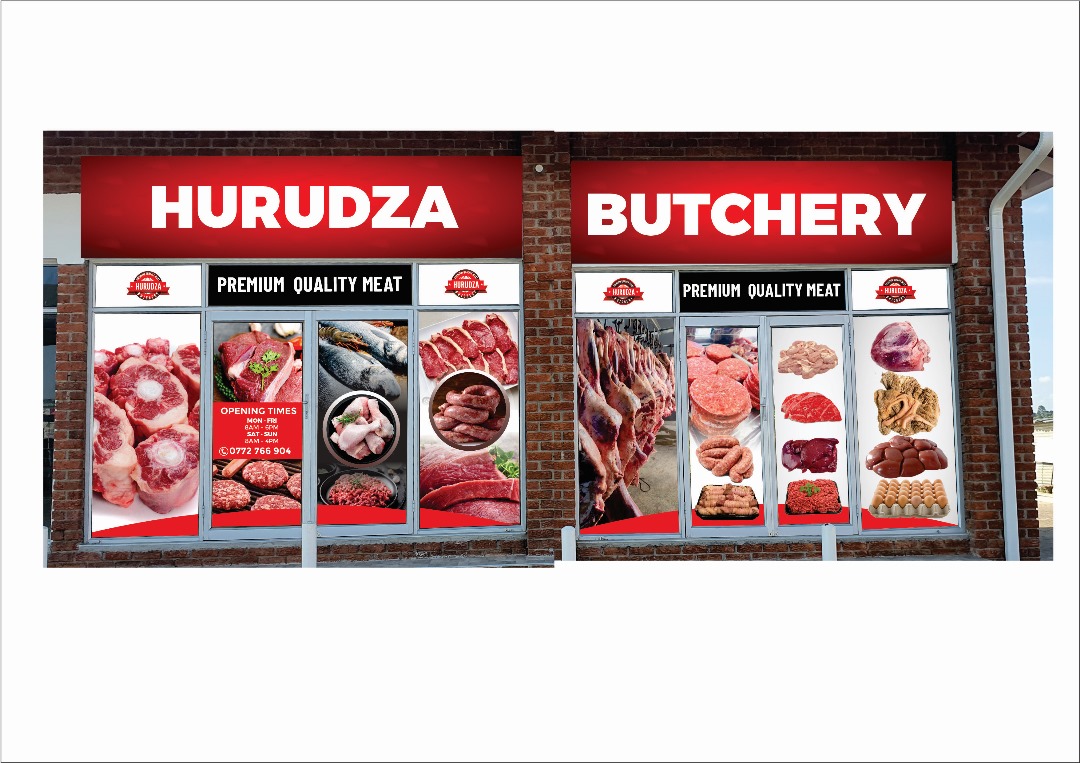 HURUDZA
BUTCHERY
HURUDZA
PREMIUM QUALITY MEAT
HURUDZA
HURUDZA
PREMIUM QUALITY MEAT
HURUDZA
OPENING TIMES
MON - FRI
8AM - 6PM
SAT - SUN
8AM - 4PM
0772 766 904